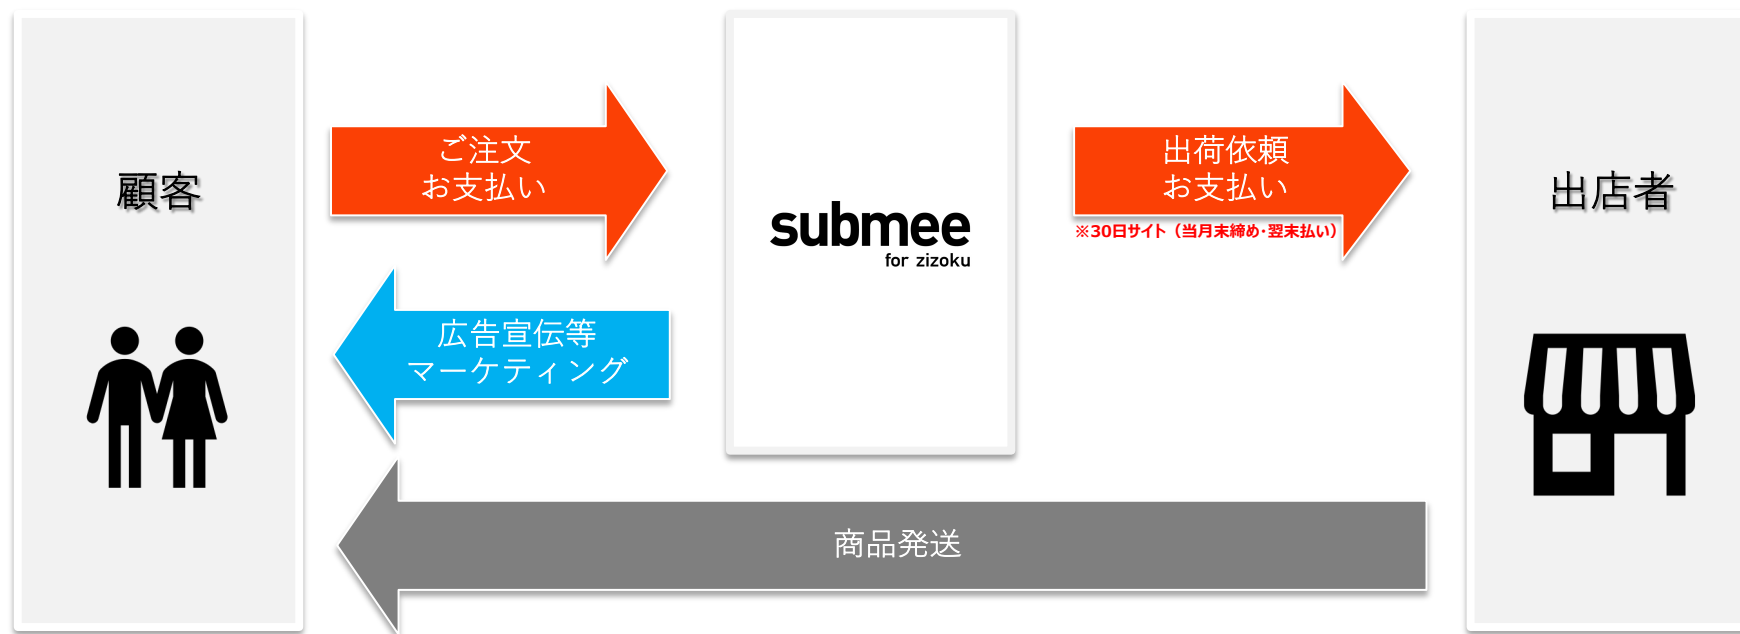 顧客
ご注文
お支払い
広告宣伝等
マーケティング
submee
for zizoku
出荷依頼
お支払い
※30日サイト（当月末締め･翌末払い）
出店者
商品発送